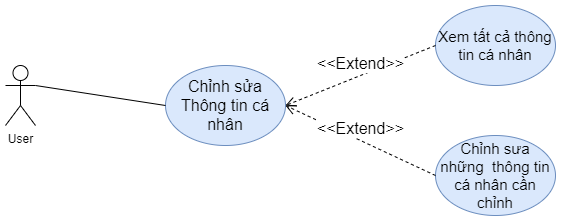 Xem tất cả thông
tin cá nhân
<<Extend>>
Chỉnh sửa
Thông tin cá
nhân
User
<<Extend>>
Chỉnh sưa
những thông tin
cá nhân cần
chỉnh